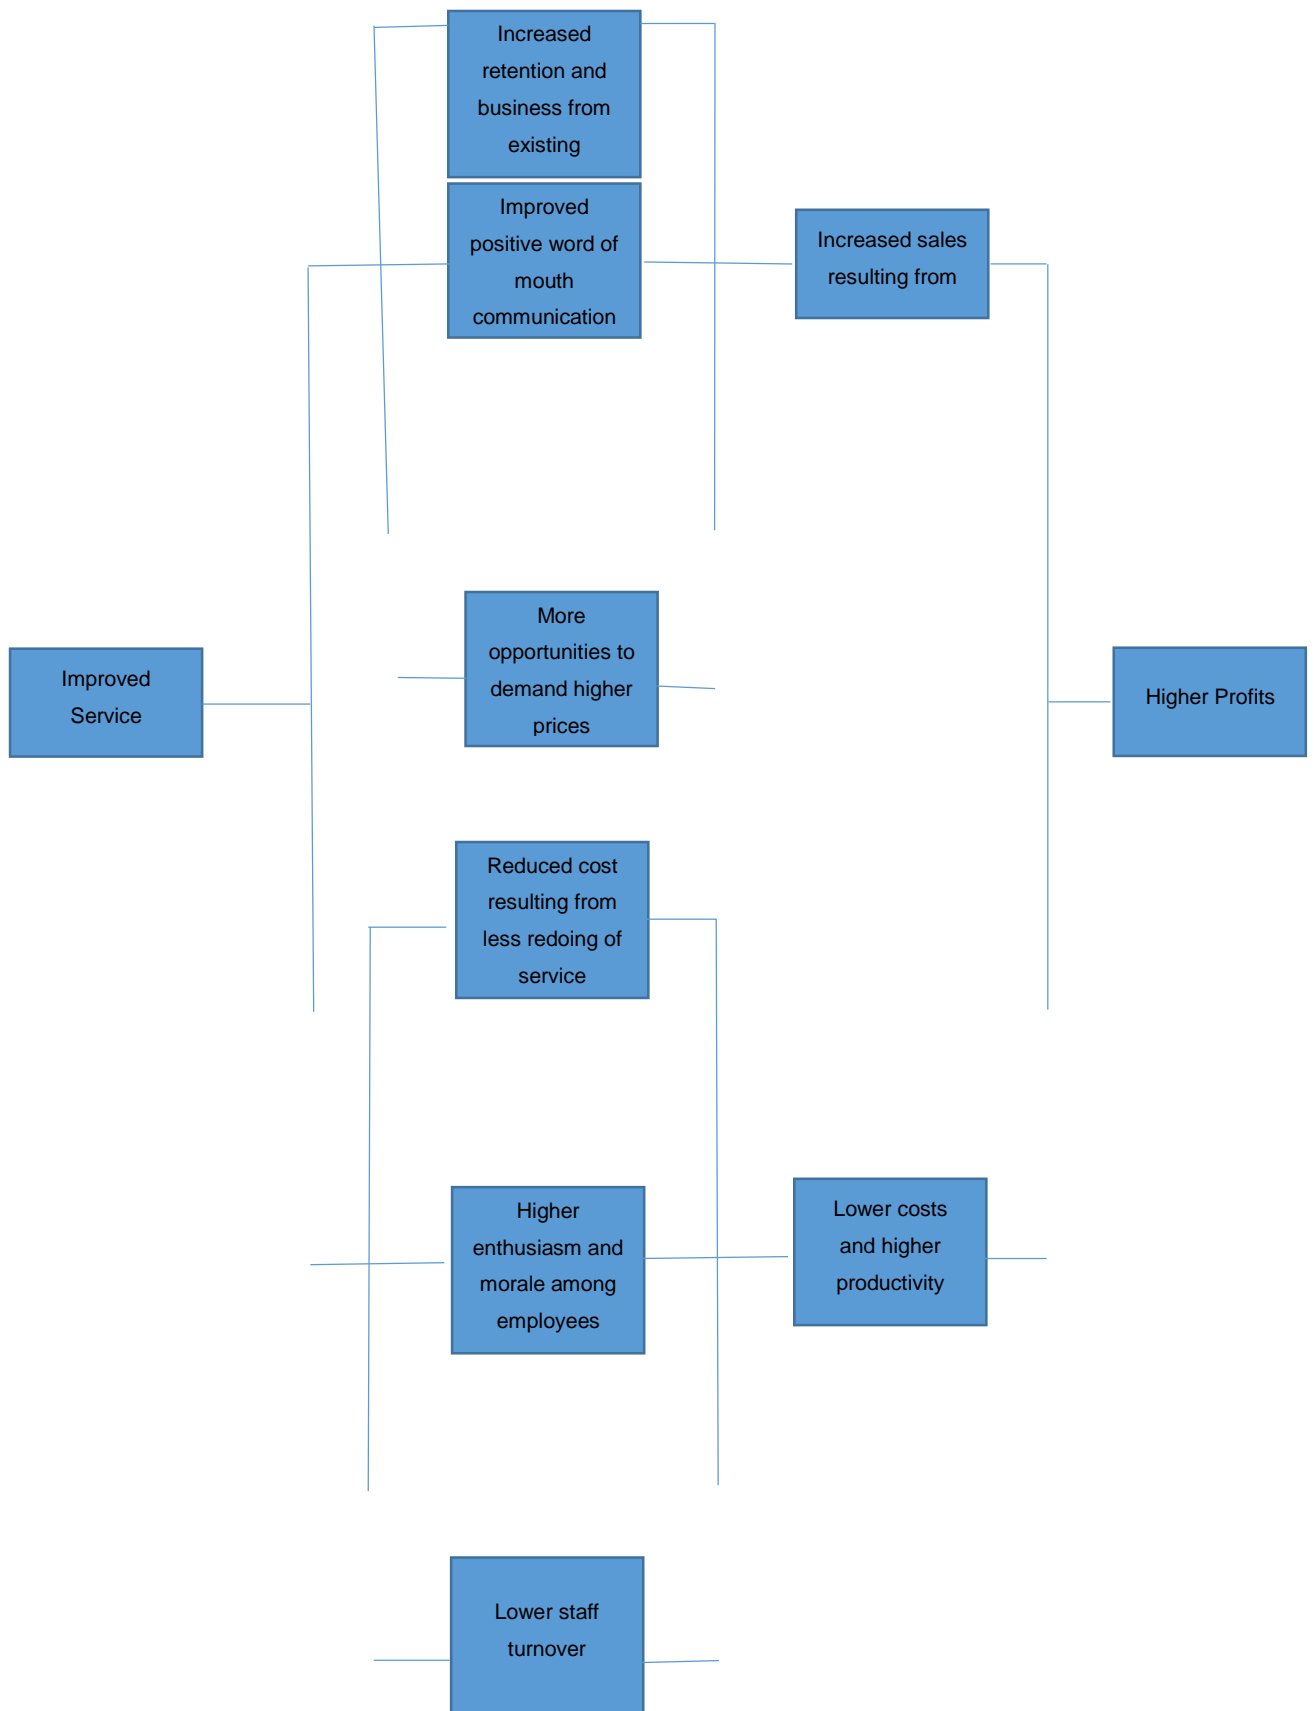 Increased
retention and
business from
existing
Improved
positive word of
mouth
communication
Increased sales
resulting from
More
opportunities to
demand higher
prices
Improved
Service
Higher Profits
Reduced cost
resulting from
less redoing of
service
Higher
enthusiasm and
morale among
employees
Lower costs
and higher
productivity
Lower staff
turnover